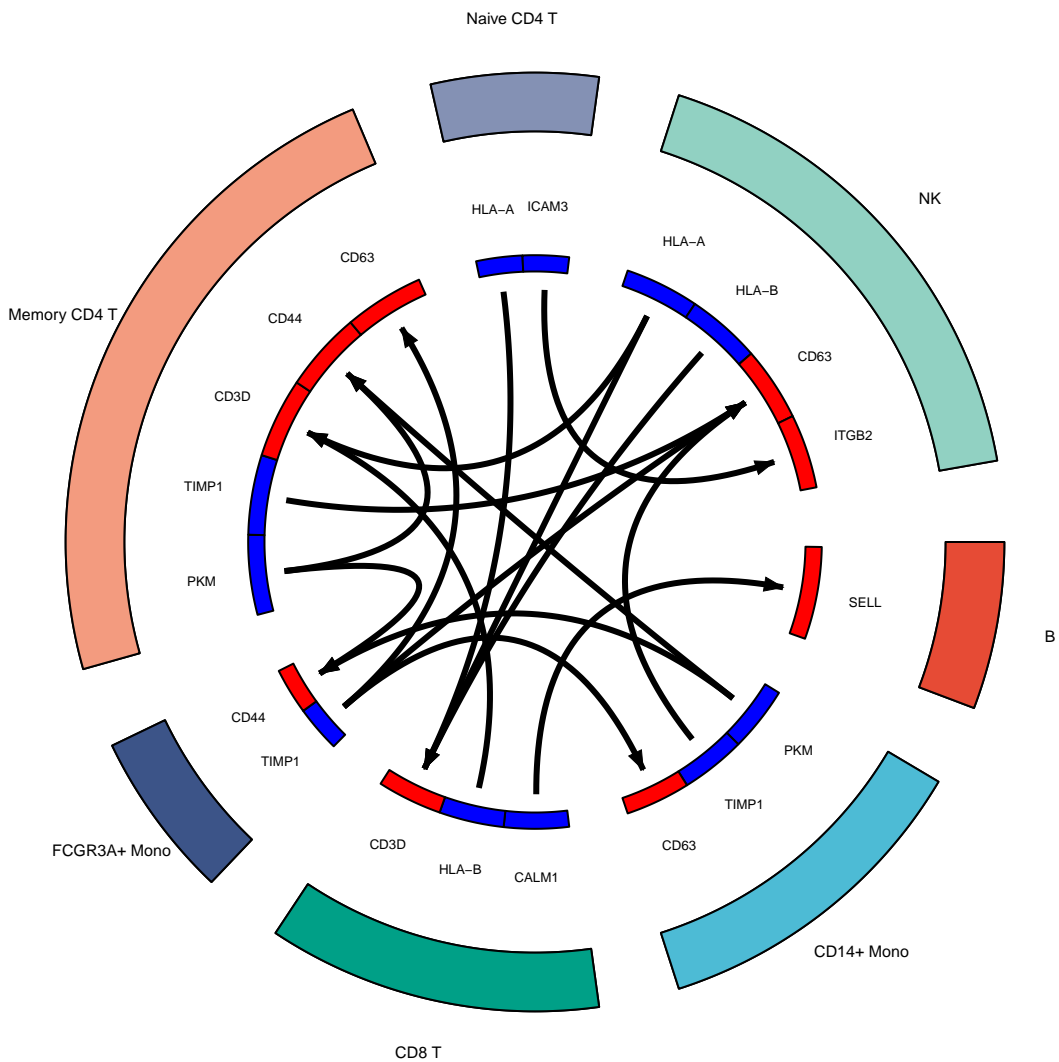 Naive CD4 T
NK
HLA−A
ICAM3
HLA−A
CD63
HLA−B
Memory CD4 T
CD44
CD63
CD3D
ITGB2
TIMP1
PKM
SELL
B
CD44
TIMP1
PKM
TIMP1
CD3D
CD63
FCGR3A+ Mono
HLA−B
CALM1
CD14+ Mono
CD8 T